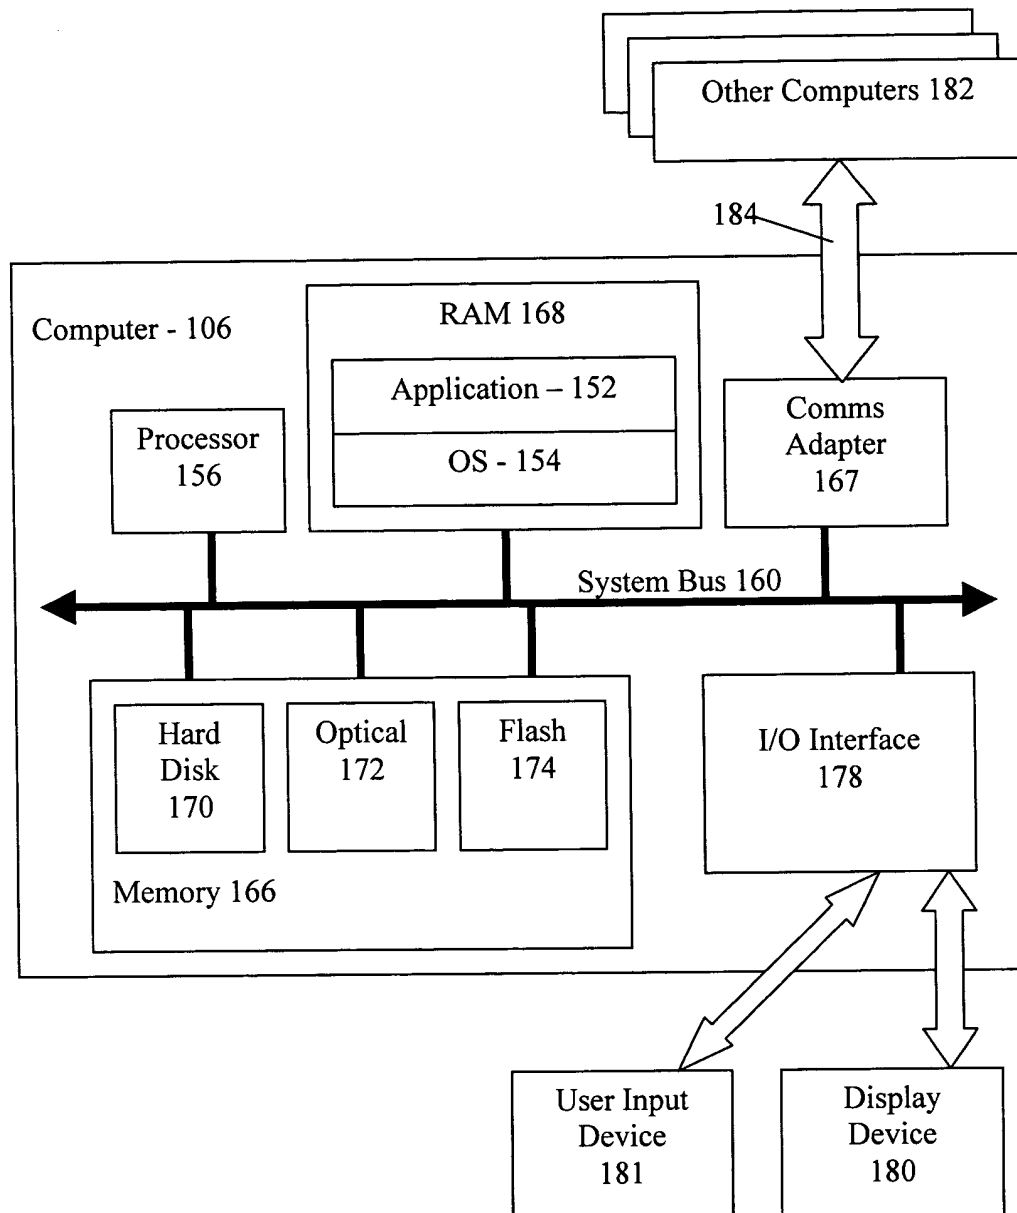 Other Computers 182
184
Computer - 106
RAM 168
Application – 152
OS - 154
Processor
156
Comms
Adapter
167
System Bus 160
Hard
Disk
170
Optical
172
Flash
174
Memory 166
I/O Interface
178
User Input
Device
181
Display
Device
180